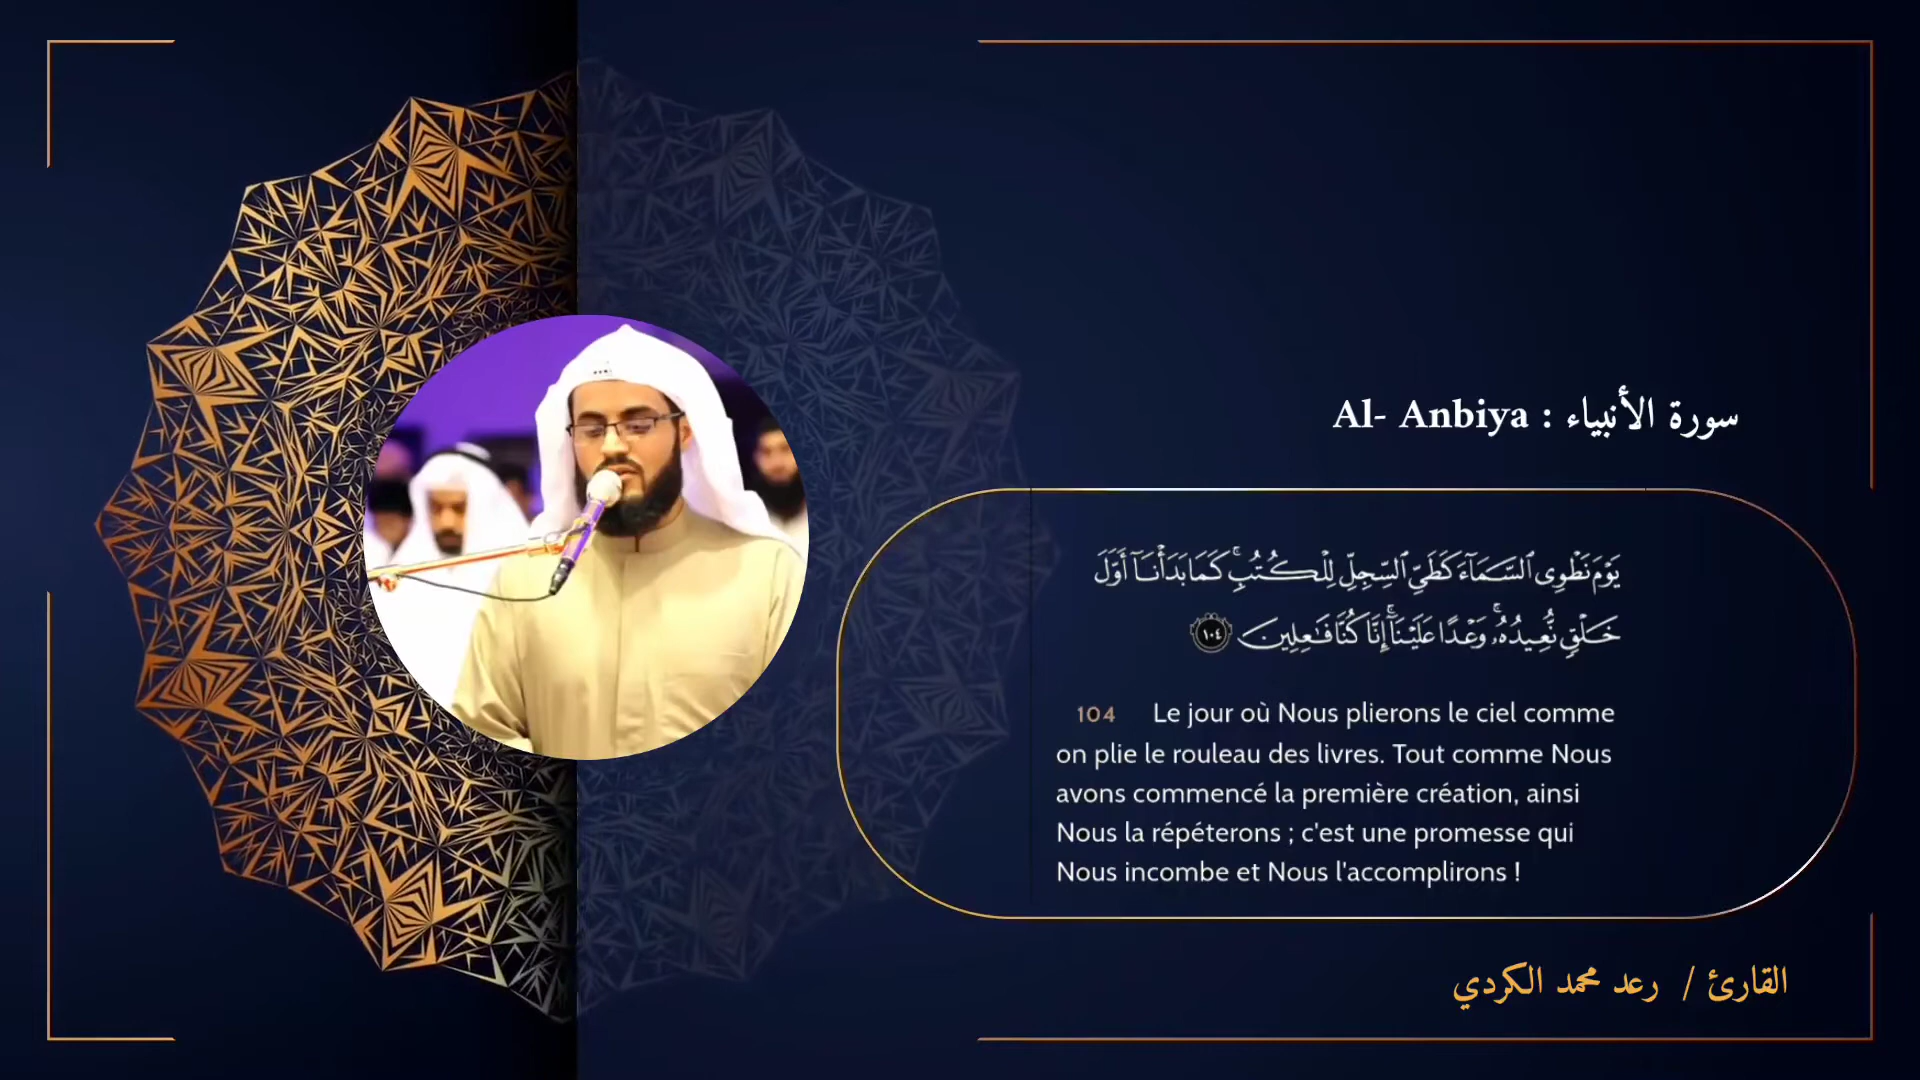 سورة الأنبياء : Al- Anbiya
يَوْمَ نَطْوِى ٱلسَّمَآءَ كَطَىِّ ٱلسِّجِلِّ لِلْكُتُبِ ۚ كَمَا بَدَأْنَآ أَوَّلَ
خَلْقٍ نُّعِيدُهُۥ ۚ وَعْدًا عَلَيْنَآ ۚ إِنَّا كُنَّا فَـٰعِلِينَ ١٠٤
104 Le jour où Nous plierons le ciel comme
on plie le rouleau des livres. Tout comme Nous
avons commencé la première création, ainsi
Nous la répéterons ; c'est une promesse qui
Nous incombe et Nous l'accomplirons !
القارئ / رعد محمد الكردي